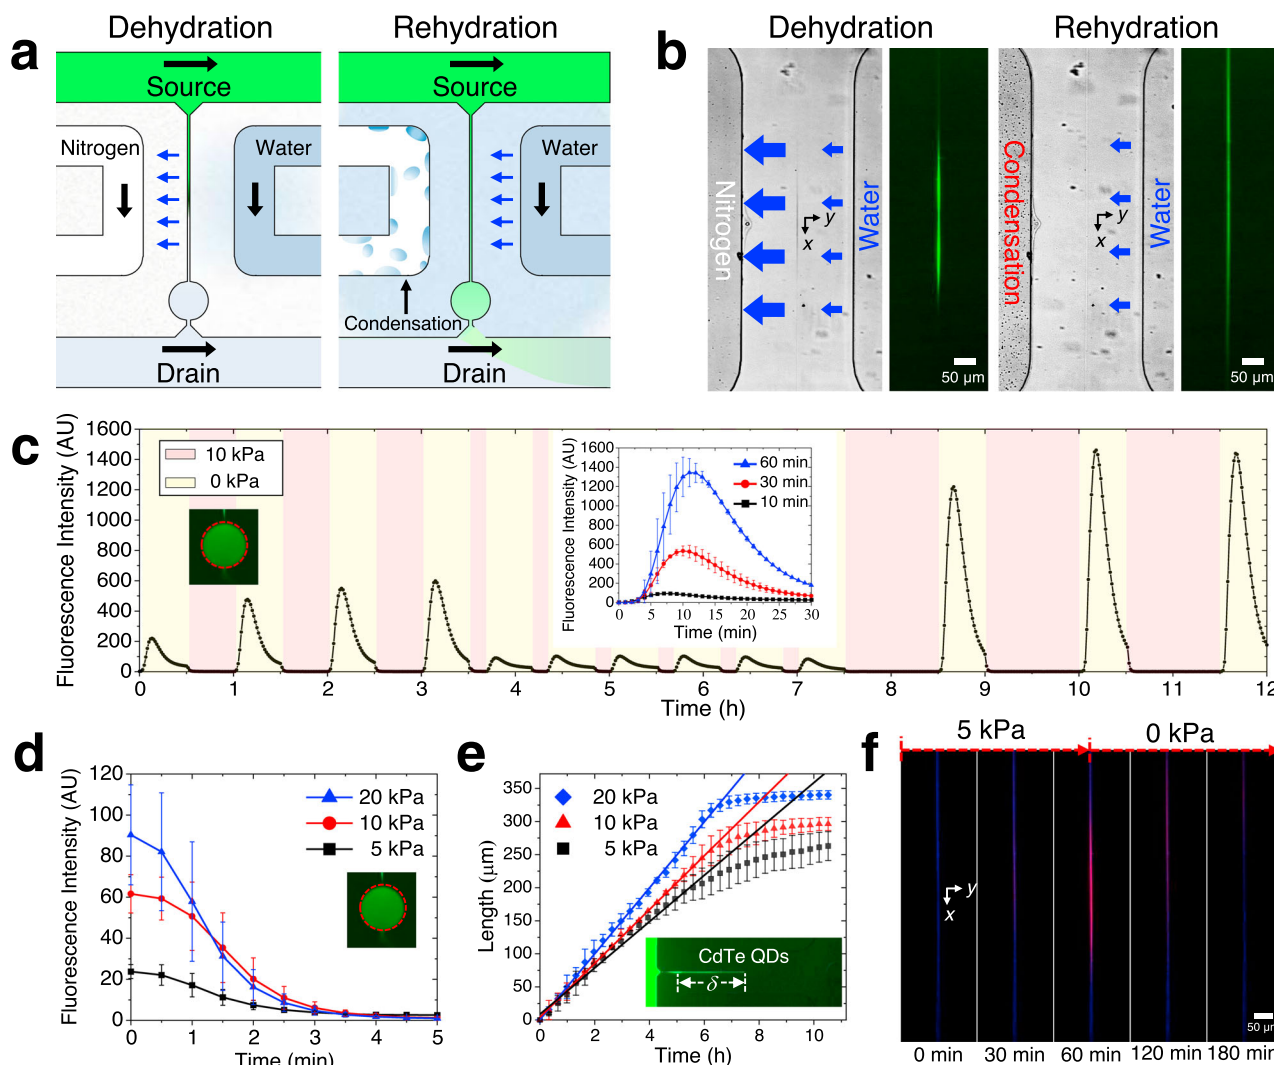 a
Dehydration
Rehydration
Source
Source
Nitrogen
Water
Water
Condensation
Drain
Drain
b
Dehydration
Rehydration
Nitrogen
Water
y
x
50 μm
Condensation
Water
y
x
50 μm
c
Fluorescence Intensity (AU)
1600
1400
1200
1000
800
600
400
200
0
10 kPa
0 kPa
0 1 2 3 4 5 6 7 8 9 10 11 12
Time (h)
Fluorescence Intensity (AU)
1600
1400
1200
1000
800
600
400
200
0
60 min
30 min
10 min
0 5 10 15 20 25 30
Time (min)
d
Fluorescence Intensity (AU)
120
100
80
60
40
20
0
20 kPa
10 kPa
5 kPa
0 1 2 3 4 5
Time (min)
e
Length (μm)
350
300
250
200
150
100
50
0
20 kPa
10 kPa
5 kPa
CdTe QDs
δ
0 2 4 6 8 10
Time (h)
f
5 kPa
0 kPa
y
x
50 μm
0 min 30 min 60 min 120 min 180 min